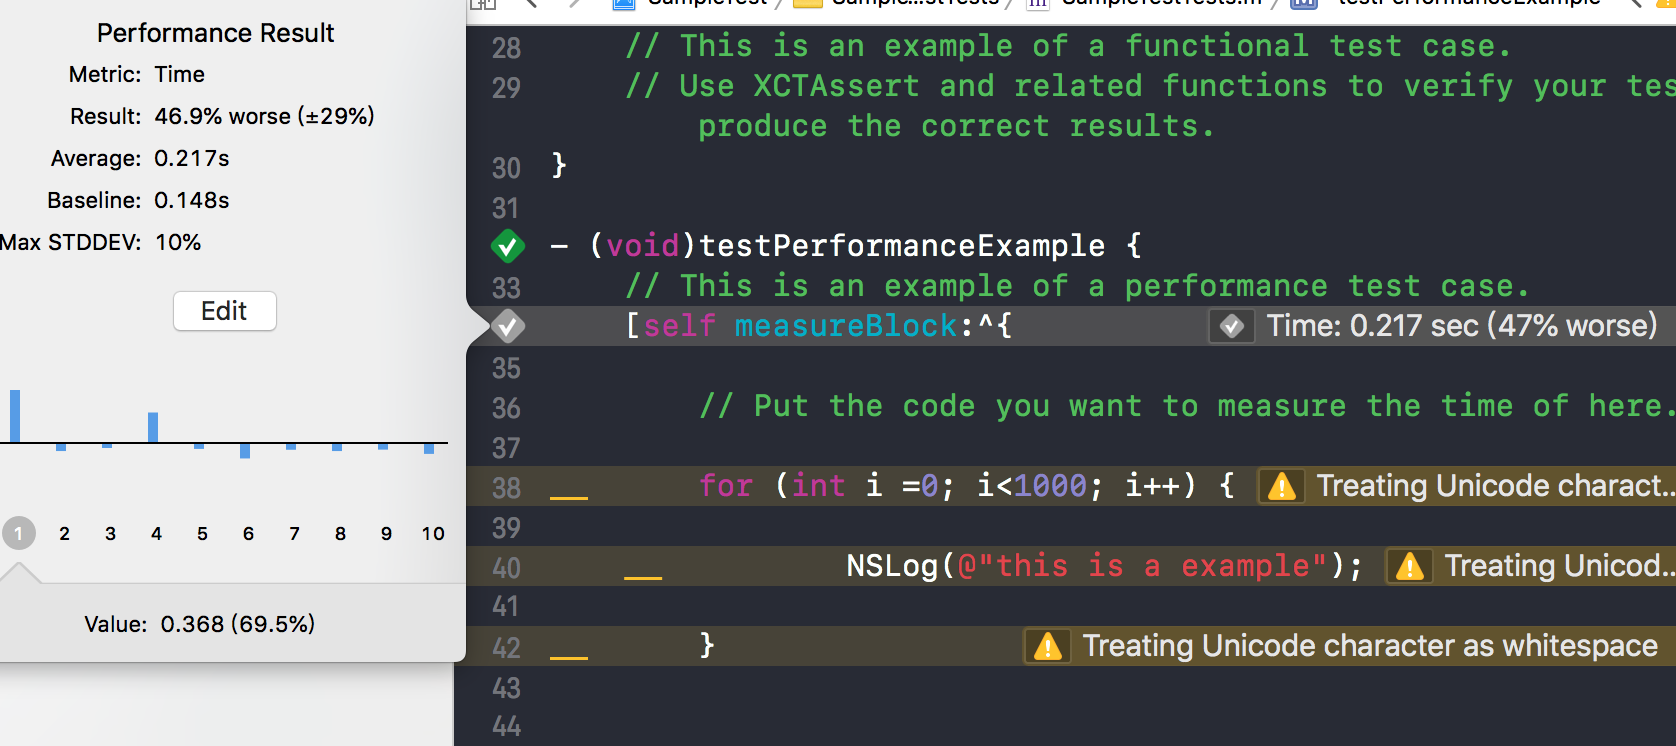 SampleTest
Sampl...stTests
SampleTestTests.m
M
testPerformanceExample
Performance Result
Metric: Time
Result: 46.9% worse (±29%)
Average: 0.217s
Baseline: 0.148s
Max STDDEV: 10%
Edit
1 2 3 4 5 6 7 8 9 10
Value: 0.368 (69.5%)
28 // This is an example of a functional test case.
29 // Use XCTAssert and related functions to verify your tes
produce the correct results.
30 }
31
- (void)testPerformanceExample {
33 // This is an example of a performance test case.
[self measureBlock:^{ Time: 0.217 sec (47% worse)
35
36 // Put the code you want to measure the time of here.
37
38 for (int i =0; i<1000; i++) { Treating Unicode charact...
39
40 NSLog(@"this is a example"); Treating Unicod...
41
42 } Treating Unicode character as whitespace
43
44